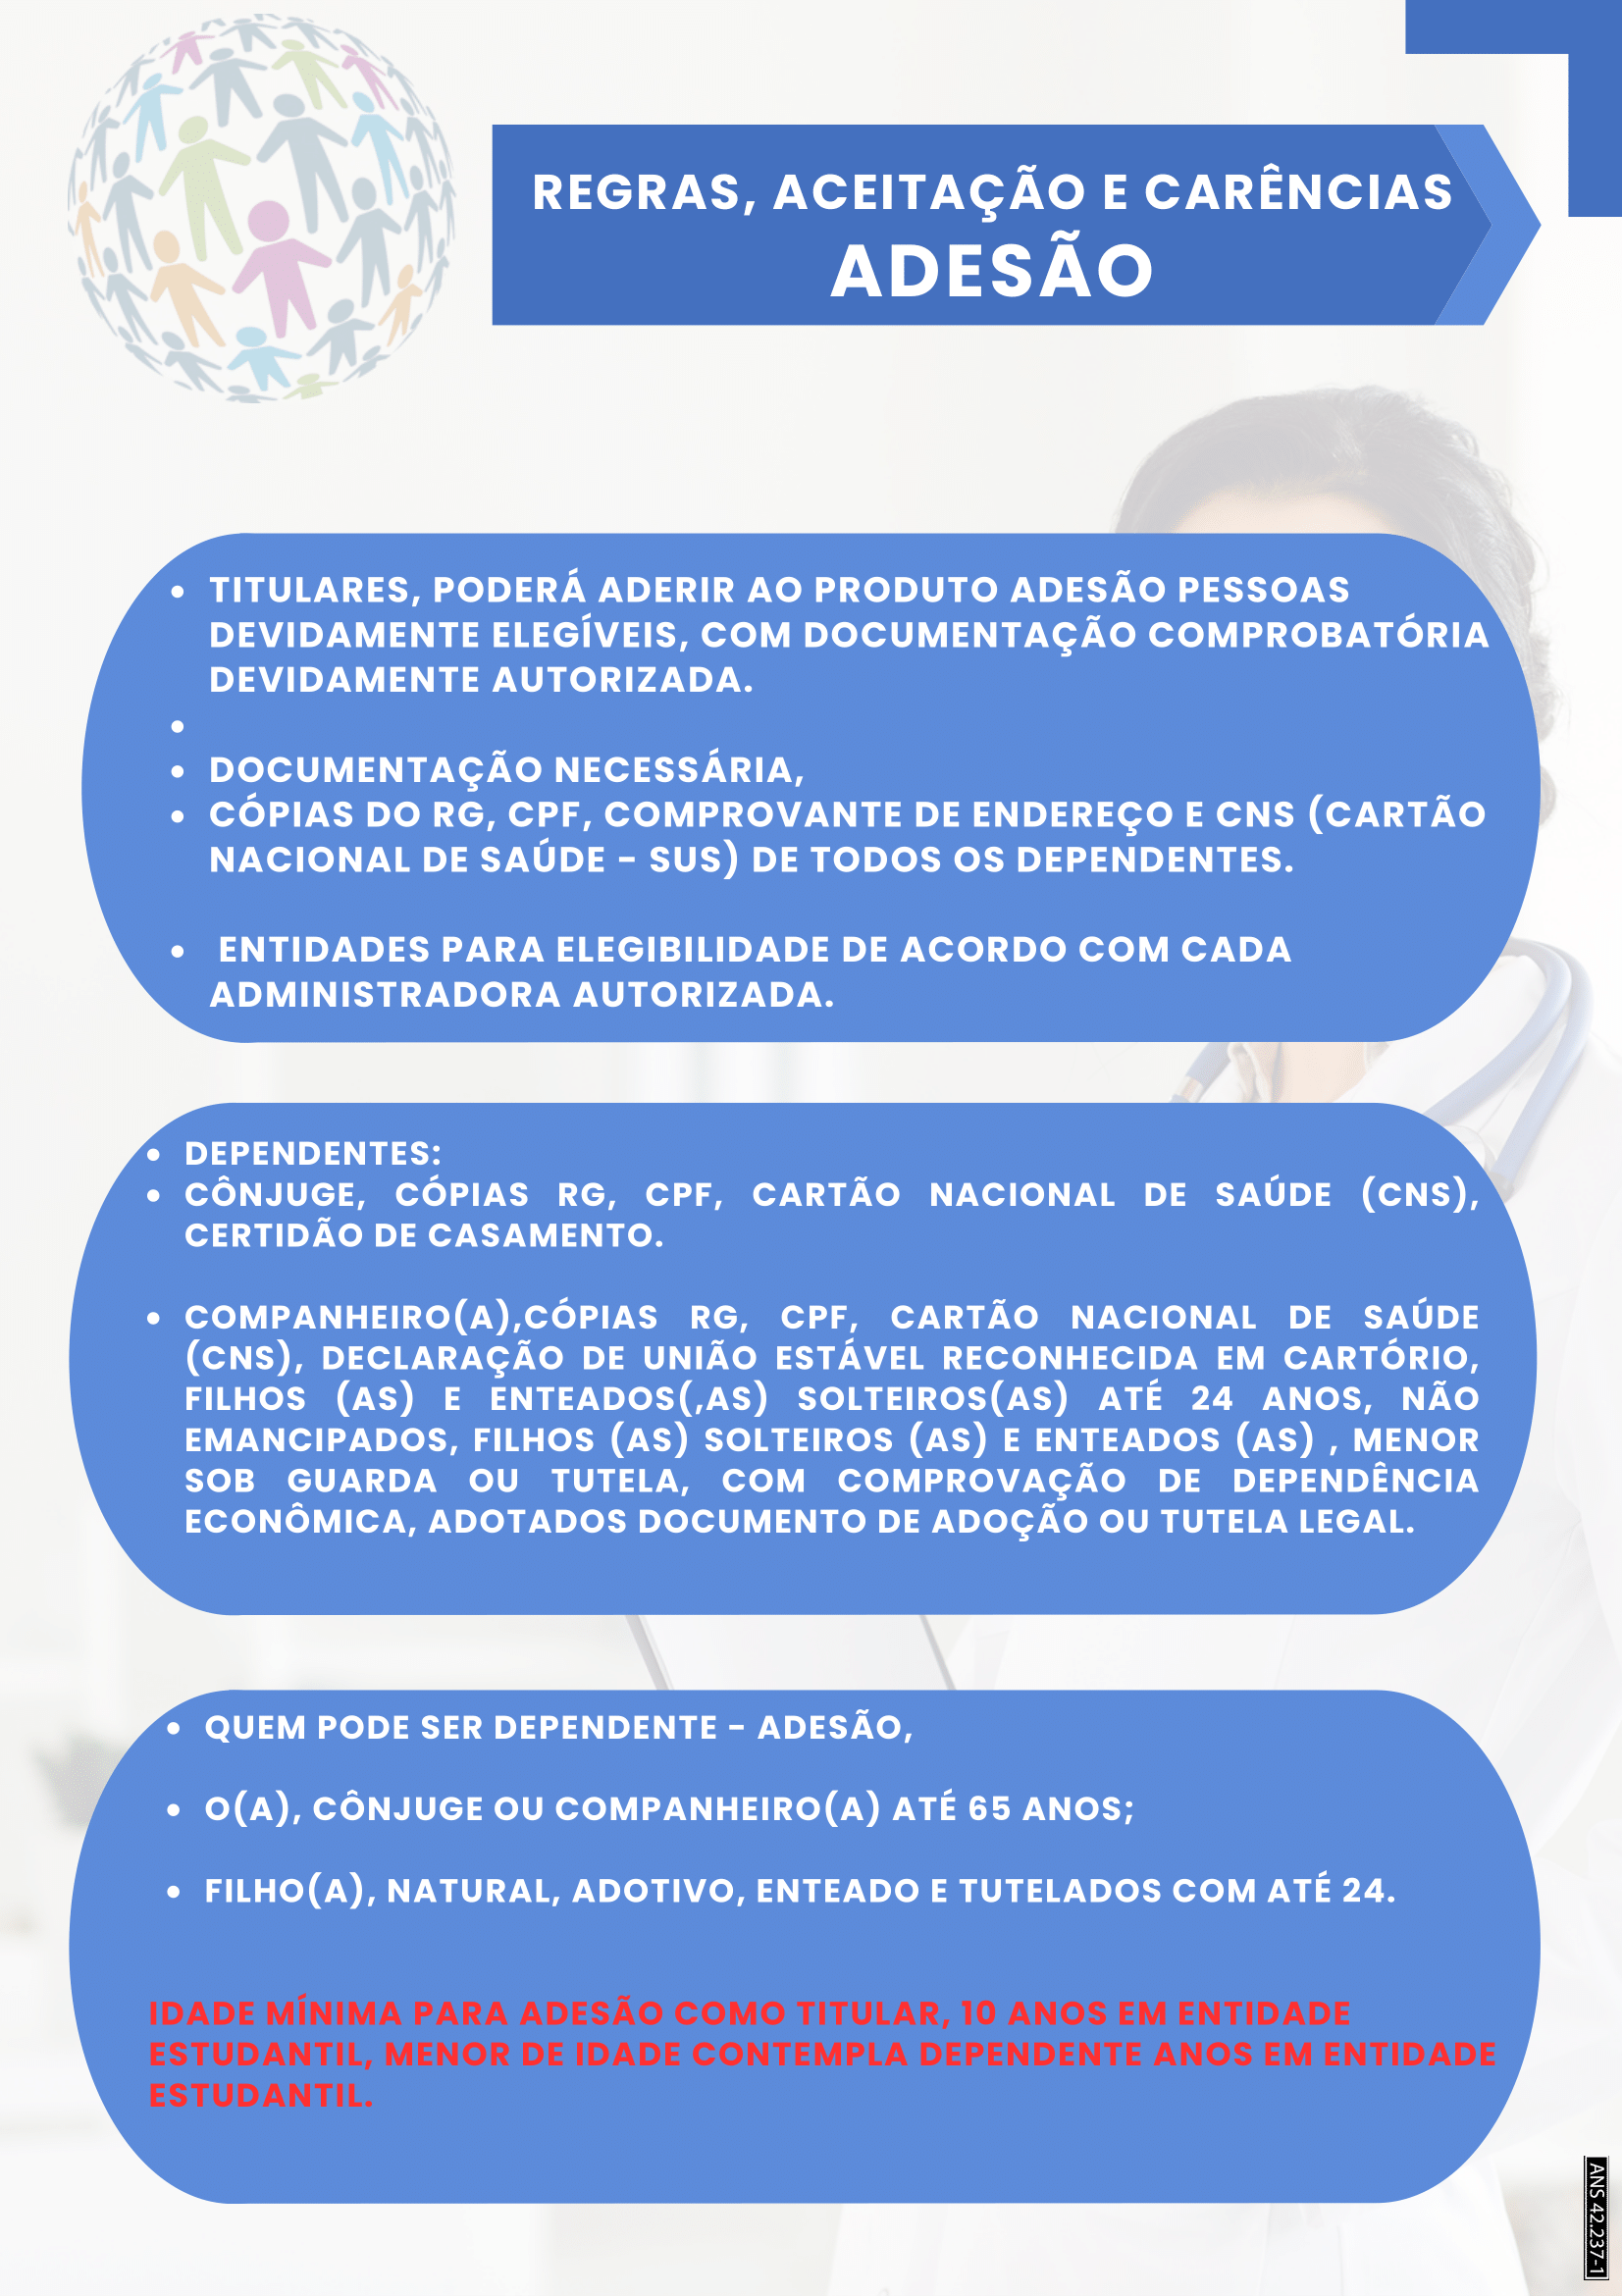 REGRAS, ACEITAÇÃO E CARÊNCIAS
ADESÃO
• TITULARES, PODERÁ ADERIR AO PRODUTO ADESÃO PESSOAS
DEVIDAMENTE ELEGÍVEIS, COM DOCUMENTAÇÃO COMPROBATÓRIA
DEVIDAMENTE AUTORIZADA.
•
• DOCUMENTAÇÃO NECESSÁRIA,
• CÓPIAS DO RG, CPF, COMPROVANTE DE ENDEREÇO E CNS (CARTÃO
NACIONAL DE SAÚDE - SUS) DE TODOS OS DEPENDENTES.
• ENTIDADES PARA ELEGIBILIDADE DE ACORDO COM CADA
ADMINISTRADORA AUTORIZADA.
• DEPENDENTES:
• CÔNJUGE, CÓPIAS RG, CPF, CARTÃO NACIONAL DE SAÚDE (CNS),
CERTIDÃO DE CASAMENTO.
• COMPANHEIRO(A),CÓPIAS RG, CPF, CARTÃO NACIONAL DE SAÚDE
(CNS), DECLARAÇÃO DE UNIÃO ESTÁVEL RECONHECIDA EM CARTÓRIO,
FILHOS (AS) E ENTEADOS(,AS) SOLTEIROS(AS) ATÉ 24 ANOS, NÃO
EMANCIPADOS, FILHOS (AS) SOLTEIROS (AS) E ENTEADOS (AS) , MENOR
SOB GUARDA OU TUTELA, COM COMPROVAÇÃO DE DEPENDÊNCIA
ECONÔMICA, ADOTADOS DOCUMENTO DE ADOÇÃO OU TUTELA LEGAL.
• QUEM PODE SER DEPENDENTE - ADESÃO,
• O(A), CÔNJUGE OU COMPANHEIRO(A) ATÉ 65 ANOS;
• FILHO(A), NATURAL, ADOTIVO, ENTEADO E TUTELADOS COM ATÉ 24.
IDADE MÍNIMA PARA ADESÃO COMO TITULAR, 10 ANOS EM ENTIDADE
ESTUDANTIL, MENOR DE IDADE CONTEMPLA DEPENDENTE ANOS EM ENTIDADE
ESTUDANTIL.
ANS 42.237-1